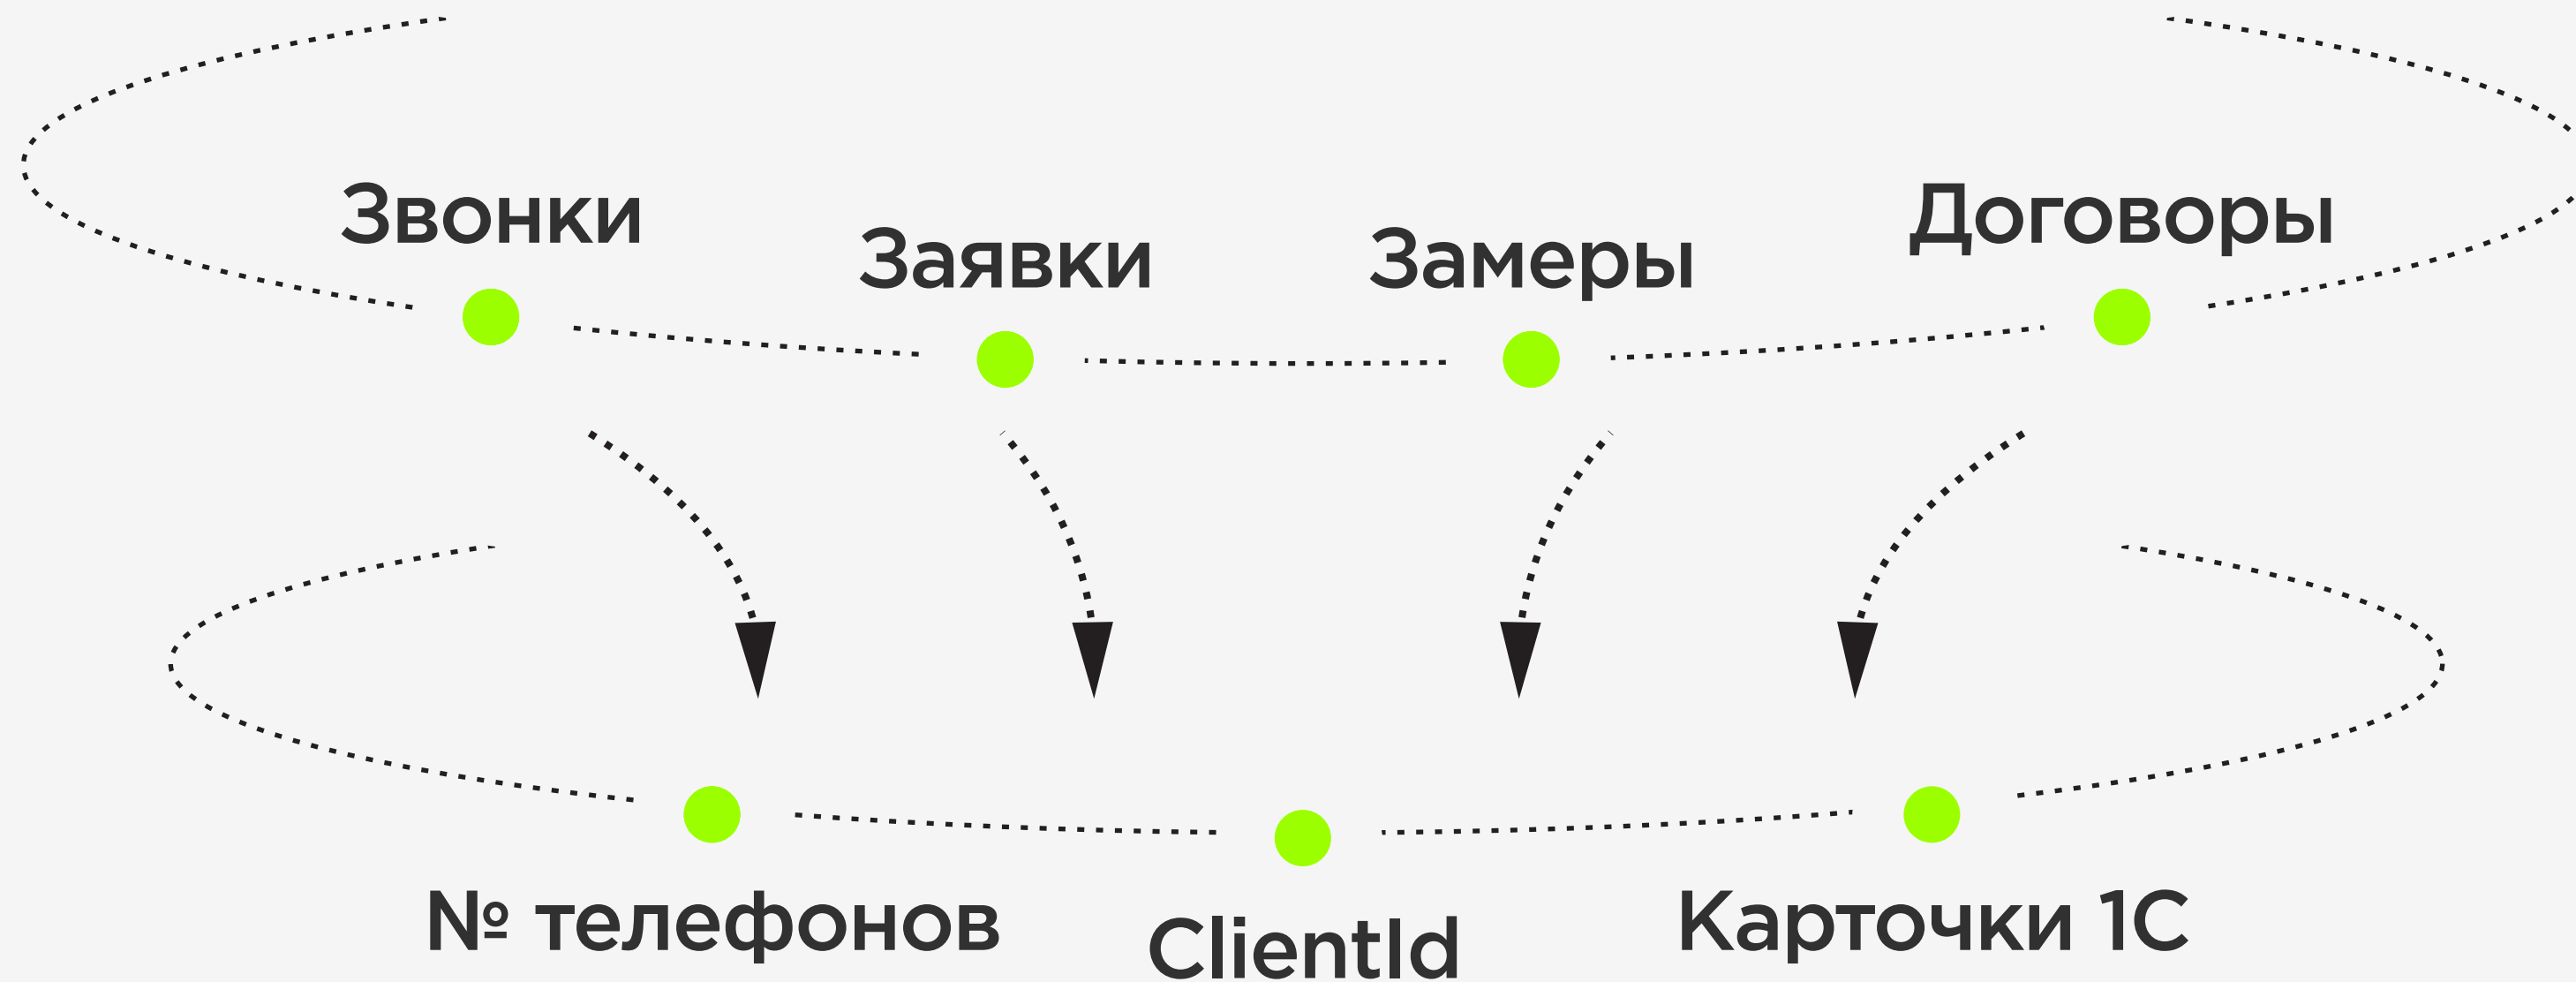 Звонки
Заявки
Замеры
Договоры
№ телефонов
ClientId
Карточки 1С